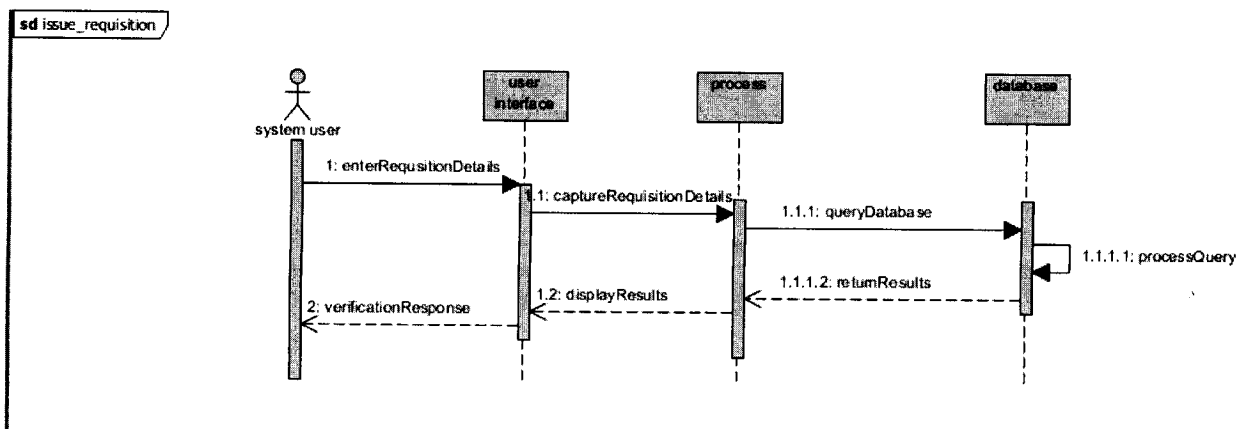 sd issue_requisition
system user
user
interface
process
database
1: enterRequsitionDetails
1.1: captureRequisitionDetails
1.1.1: queryDatabase
1.1.1.1: processQuery
1.1.1.2: returnResults
1.2: displayResults
2: verificationResponse